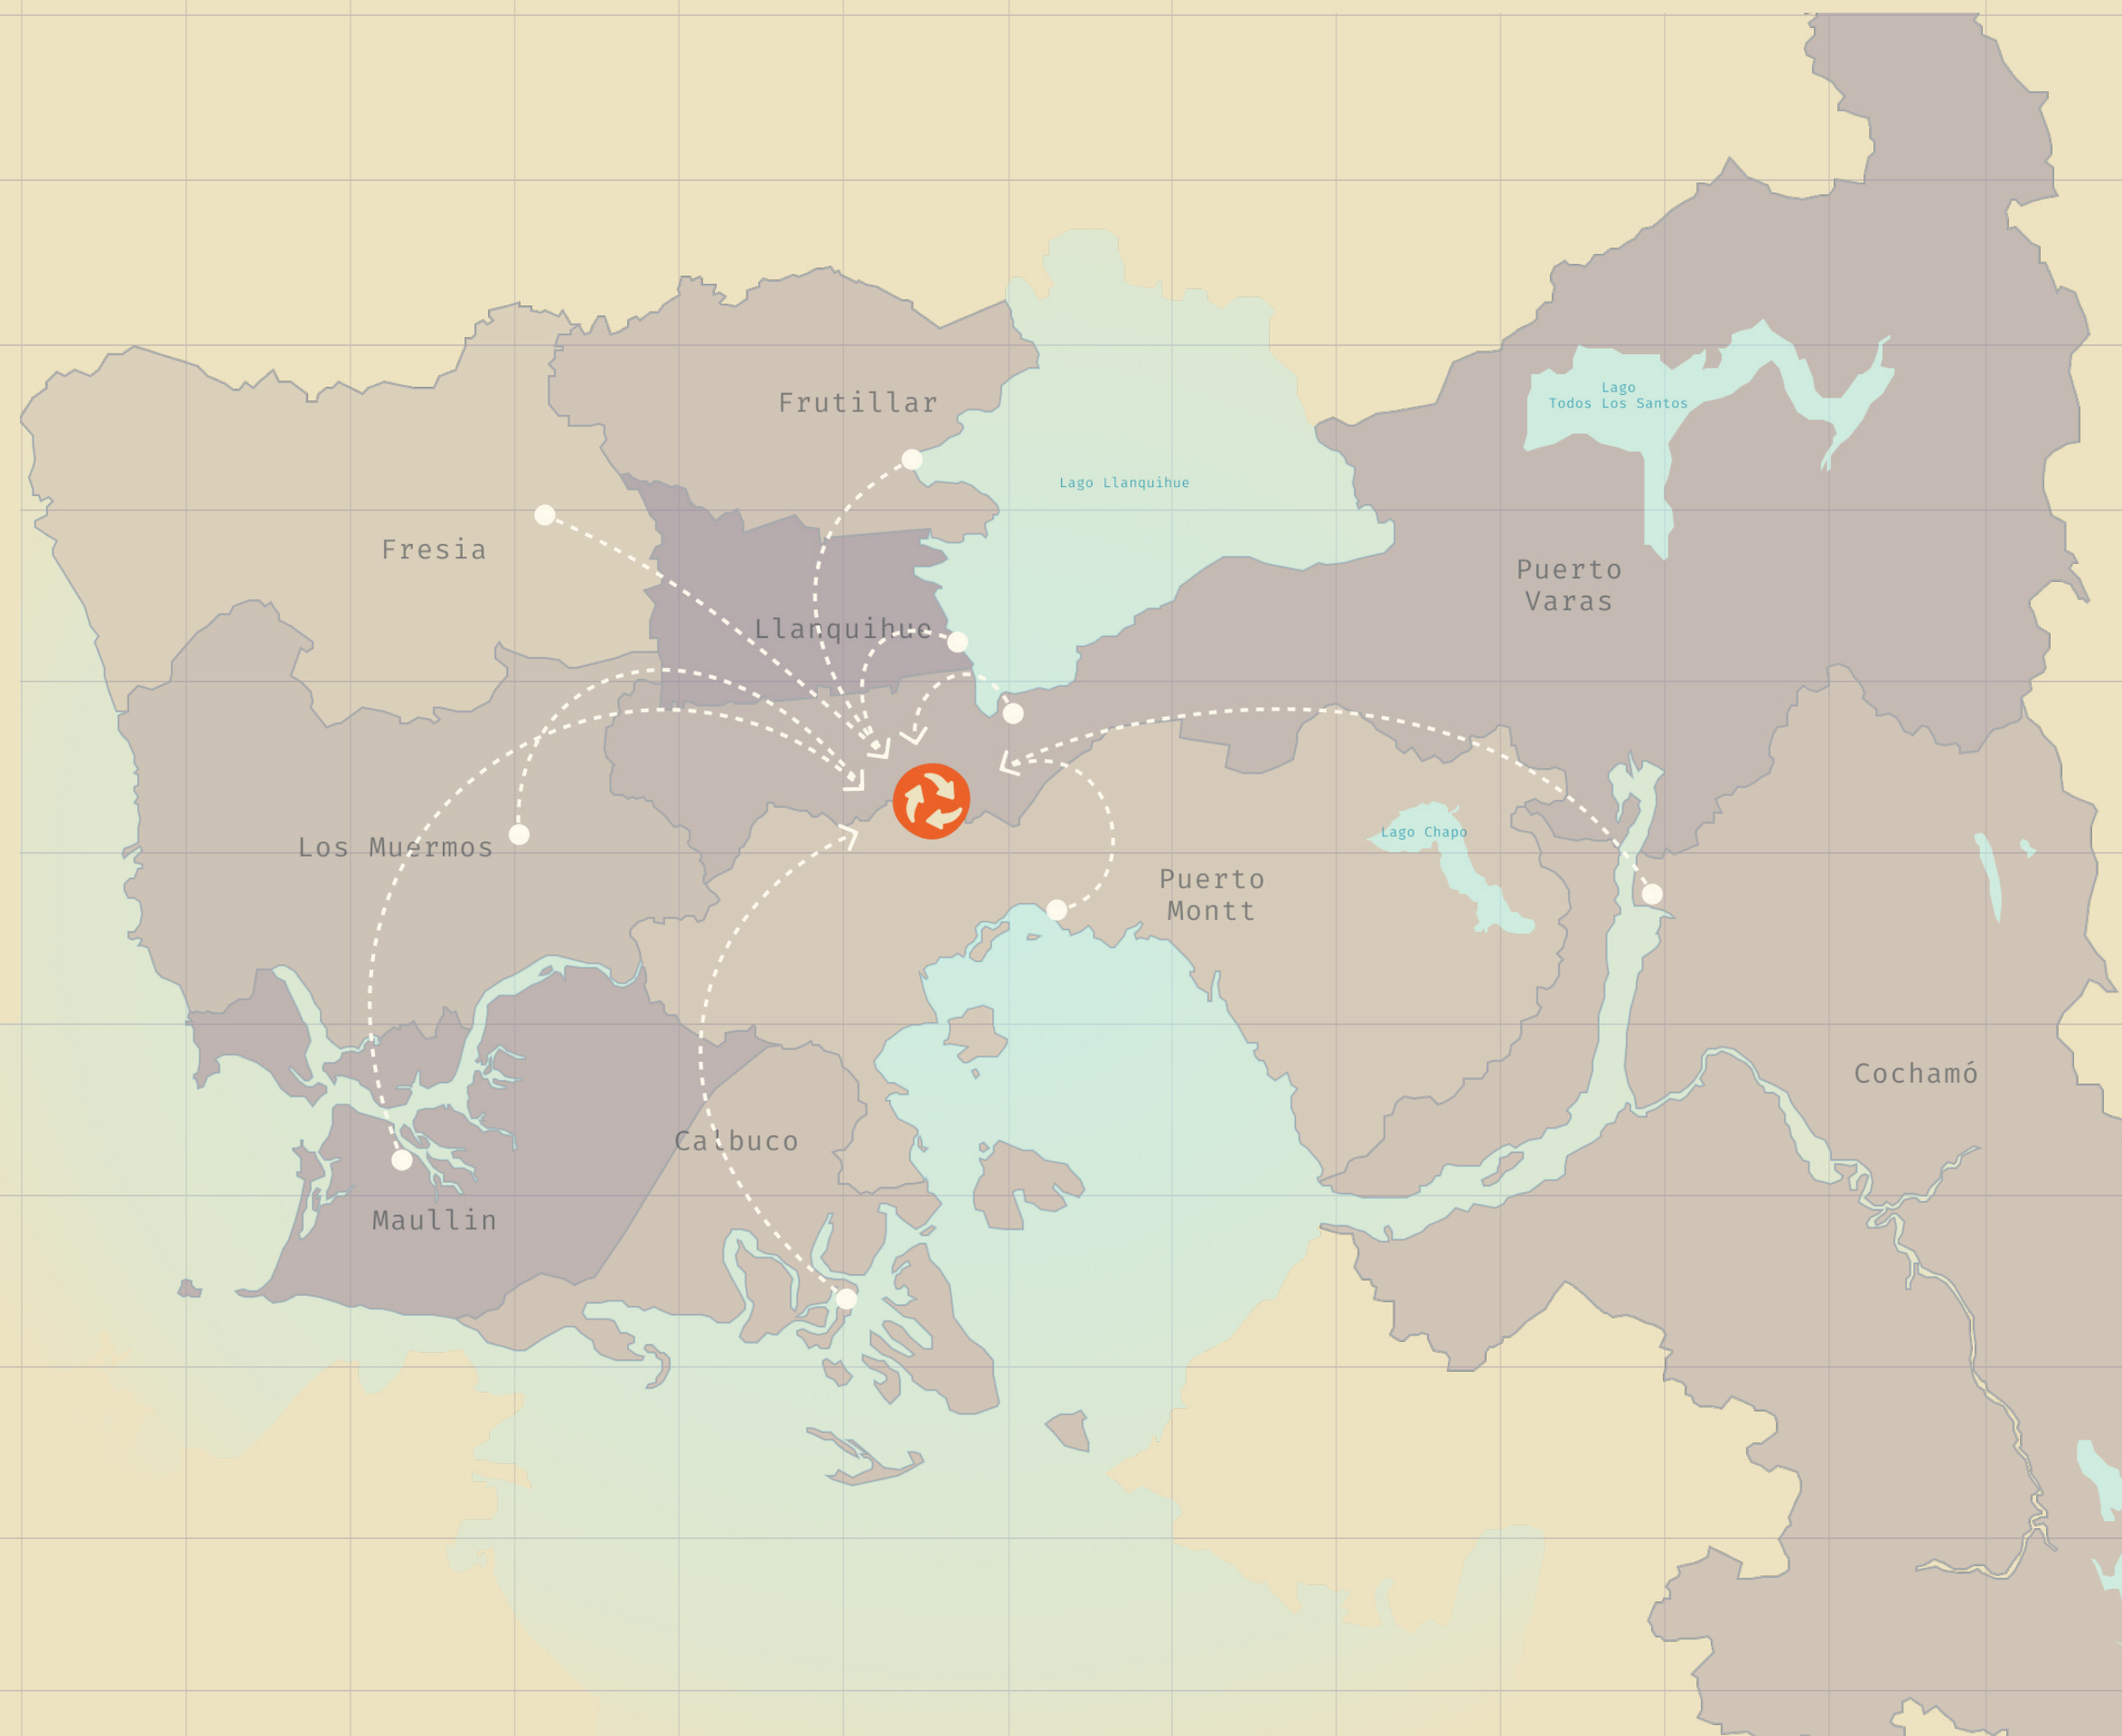 Lago
Todos Los Santos
Frutillar
Lago Llanquihue
Fresia
Puerto
Varas
Llanquihue
Lago Chapo
Los Muermos
Puerto
Montt
Cochamó
Calbuco
Maullin